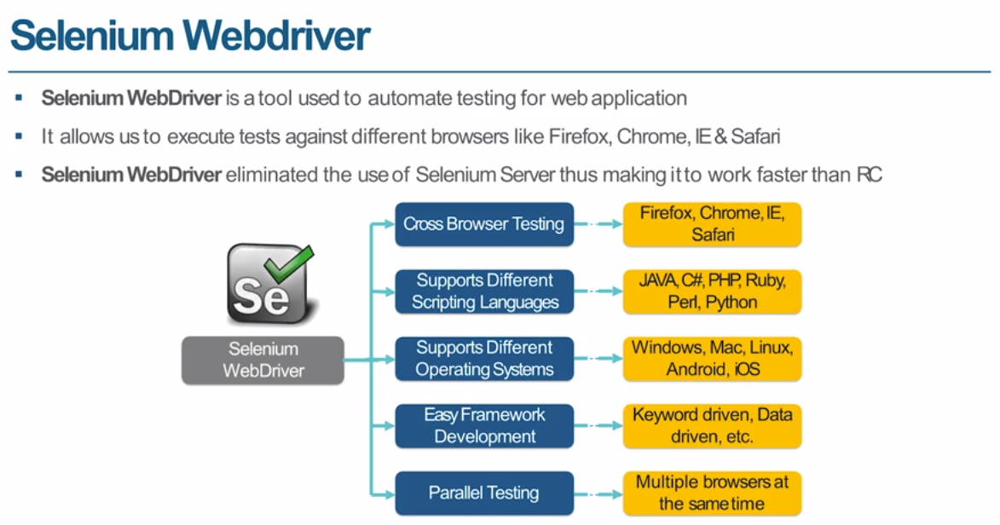 Selenium Webdriver
Selenium WebDriver is a tool used to automate testing for web application
It allows us to execute tests against different browsers like Firefox, Chrome, IE & Safari
Selenium WebDriver eliminated the use of Selenium Server thus making it to work faster than RC
Se
Selenium
WebDriver
Cross Browser Testing
Firefox, Chrome, IE,
Safari
Supports Different
Scripting Languages
JAVA, C#, PHP, Ruby,
Perl, Python
Supports Different
Operating Systems
Windows, Mac, Linux,
Android, iOS
Easy Framework
Development
Keyword driven, Data
driven, etc.
Parallel Testing
Multiple browsers at
the same time